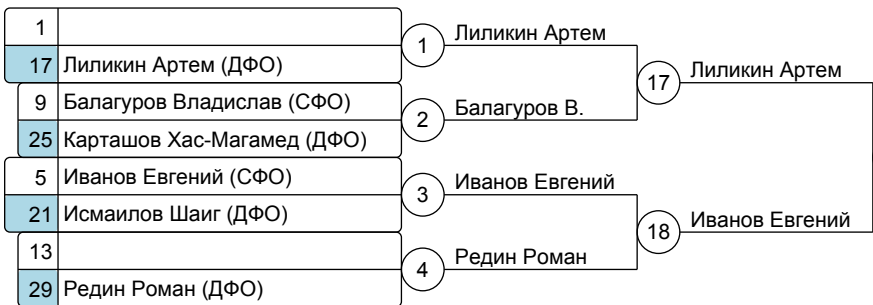 1
17 Лиликин Артем (ДФО)
9 Балагуров Владислав (СФО)
25 Карташов Хас-Магамед (ДФО)
5 Иванов Евгений (СФО)
21 Исмаилов Шаиг (ДФО)
13
29 Редин Роман (ДФО)
1 Лиликин Артем
2 Балагуров В.
3 Иванов Евгений
4 Редин Роман
17 Лиликин Артем
18 Иванов Евгений